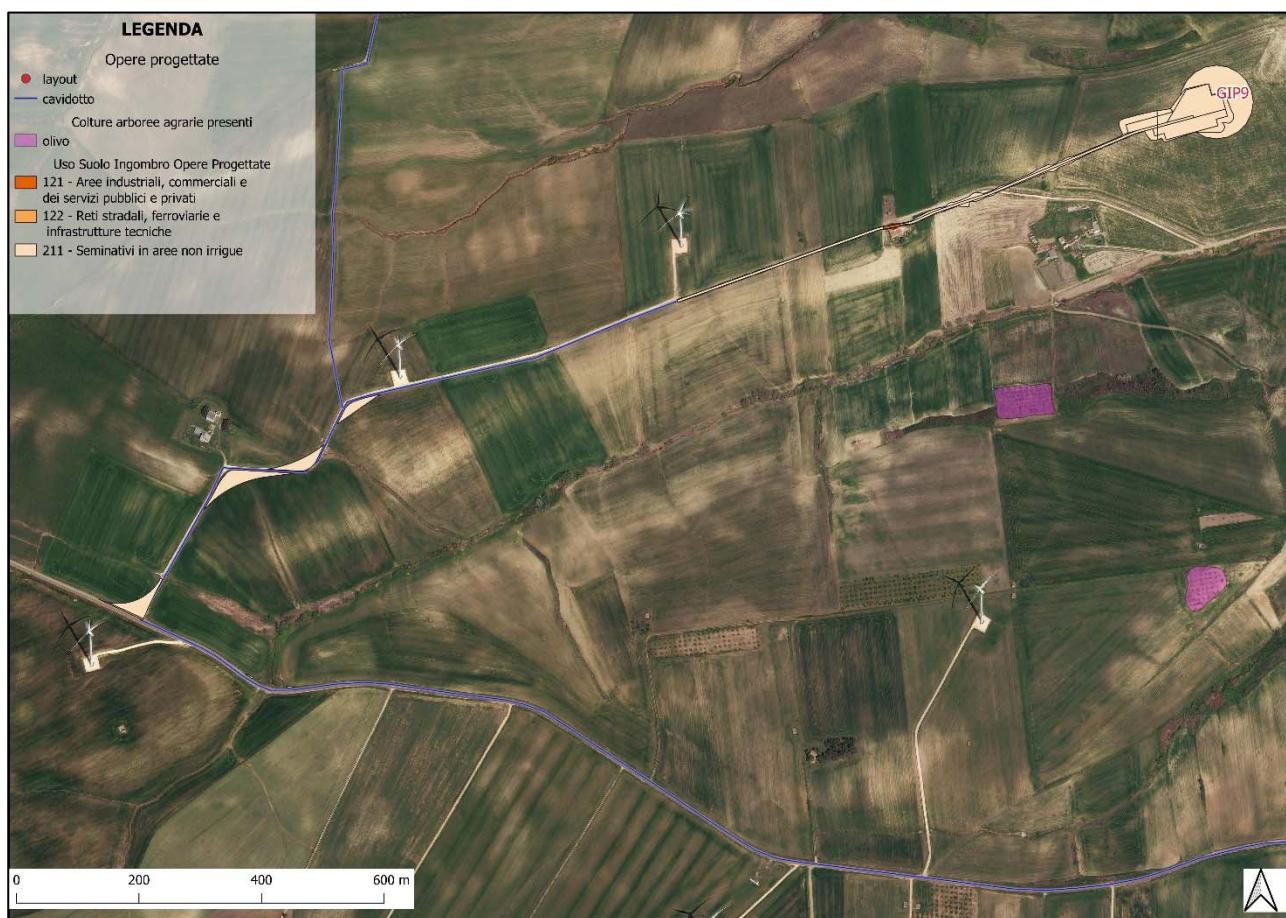 LEGENDA
Opere progettate
layout
cavidotto
Colture arboree agrarie presenti
olivo
Uso Suolo Ingombro Opere Progettate
121 - Aree industriali, commerciali e
dei servizi pubblici e privati
122 - Reti stradali, ferroviarie e
infrastrutture tecniche
211 - Seminativi in aree non irrigue
GIP9
0 200 400 600 m